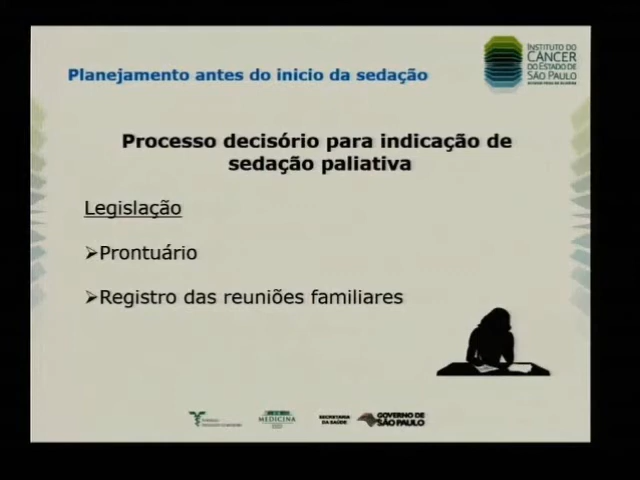 Planejamento antes do inicio da sedação
INSTITUTO DO
CÂNCER
DO ESTADO DE
SÃO PAULO
Processo decisório para indicação de
sedação paliativa
Legislação
Prontuário
Registro das reuniões familiares
MEDICINA
SECRETARIA
DA SAÚDE
GOVERNO DE
SÃO PAULO